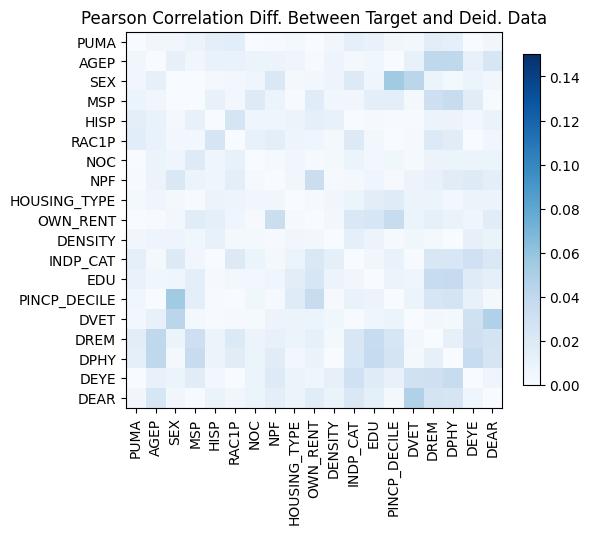 Pearson Correlation Diff. Between Target and Deid. Data
PUMA
AGEP
SEX
MSP
HISP
RAC1P
NOC
NPF
HOUSING_TYPE
OWN_RENT
DENSITY
INDP_CAT
EDU
PINCP_DECILE
DVET
DREM
DPHY
DEYE
DEAR
PUMA
AGEP
SEX
MSP
HISP
RAC1P
NOC
NPF
HOUSING_TYPE
OWN_RENT
DENSITY
INDP_CAT
EDU
PINCP_DECILE
DVET
DREM
DPHY
DEYE
DEAR
0.14
0.12
0.10
0.08
0.06
0.04
0.02
0.00